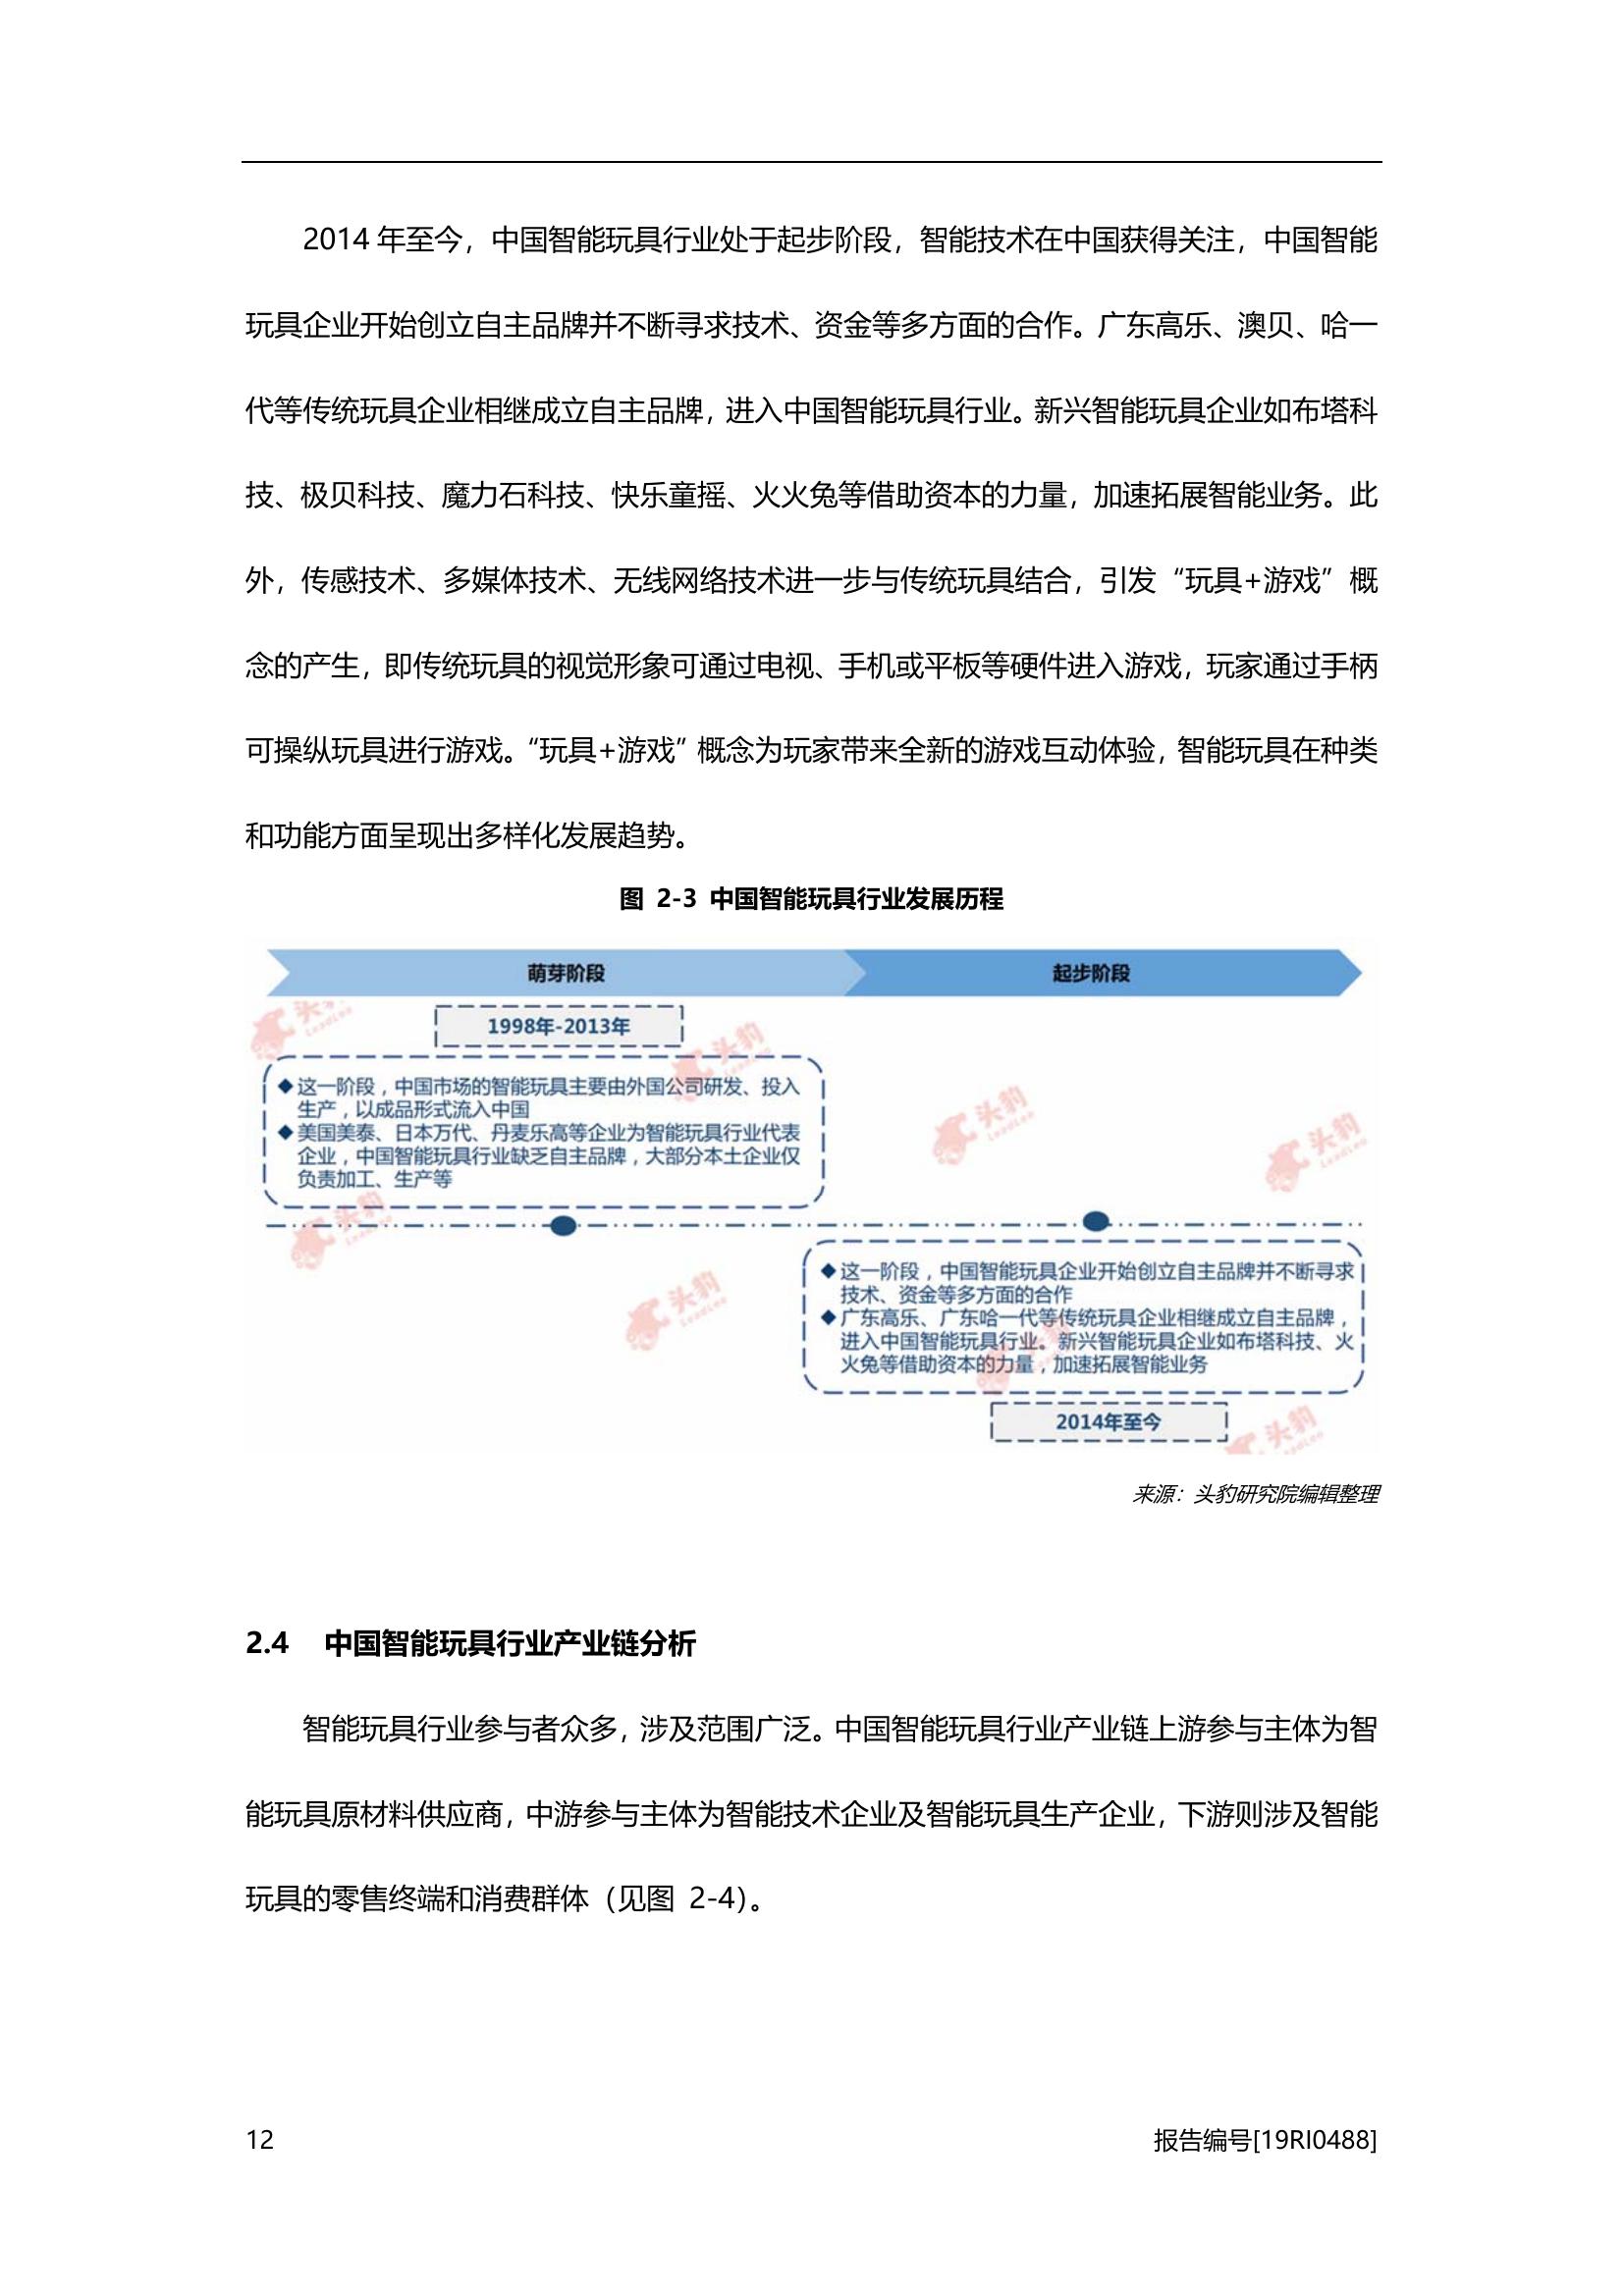 2014 年至今，中国智能玩具行业处于起步阶段，智能技术在中国获得关注，中国智能
玩具企业开始创立自主品牌并不断寻求技术、资金等多方面的合作。广东高乐、澳贝、哈一
代等传统玩具企业相继成立自主品牌，进入中国智能玩具行业。新兴智能玩具企业如布塔科
技、极贝科技、魔力石科技、快乐童摇、火火兔等借助资本的力量，加速拓展智能业务。此
外，传感技术、多媒体技术、无线网络技术进一步与传统玩具结合，引发“玩具+游戏”概
念的产生，即传统玩具的视觉形象可通过电视、手机或平板等硬件进入游戏，玩家通过手柄
可操纵玩具进行游戏。“玩具+游戏”概念为玩家带来全新的游戏互动体验，智能玩具在种类
和功能方面呈现出多样化发展趋势。
图 2-3 中国智能玩具行业发展历程
萌芽阶段
起步阶段
1998年-2013年
◆这一阶段，中国市场的智能玩具主要由外国公司研发、投入
生产，以成品形式流入中国
◆美国美泰、日本万代、丹麦乐高等企业为智能玩具行业代表
企业，中国智能玩具行业缺乏自主品牌，大部分本土企业仅
负责加工、生产等
◆这一阶段，中国智能玩具企业开始创立自主品牌并不断寻求
技术、资金等多方面的合作
◆广东高乐、广东哈一代等传统玩具企业相继成立自主品牌，
进入中国智能玩具行业。新兴智能玩具企业如布塔科技、火
火兔等借助资本的力量，加速拓展智能业务
2014年至今
头豹
LeadLeo
头豹
LeadLeo
头豹
LeadLeo
头豹
LeadLeo
头豹
LeadLeo
来源：头豹研究院编辑整理
2.4 中国智能玩具行业产业链分析
智能玩具行业参与者众多，涉及范围广泛。中国智能玩具行业产业链上游参与主体为智
能玩具原材料供应商，中游参与主体为智能技术企业及智能玩具生产企业，下游则涉及智能
玩具的零售终端和消费群体（见图 2-4）。
12
报告编号[19RI0488]